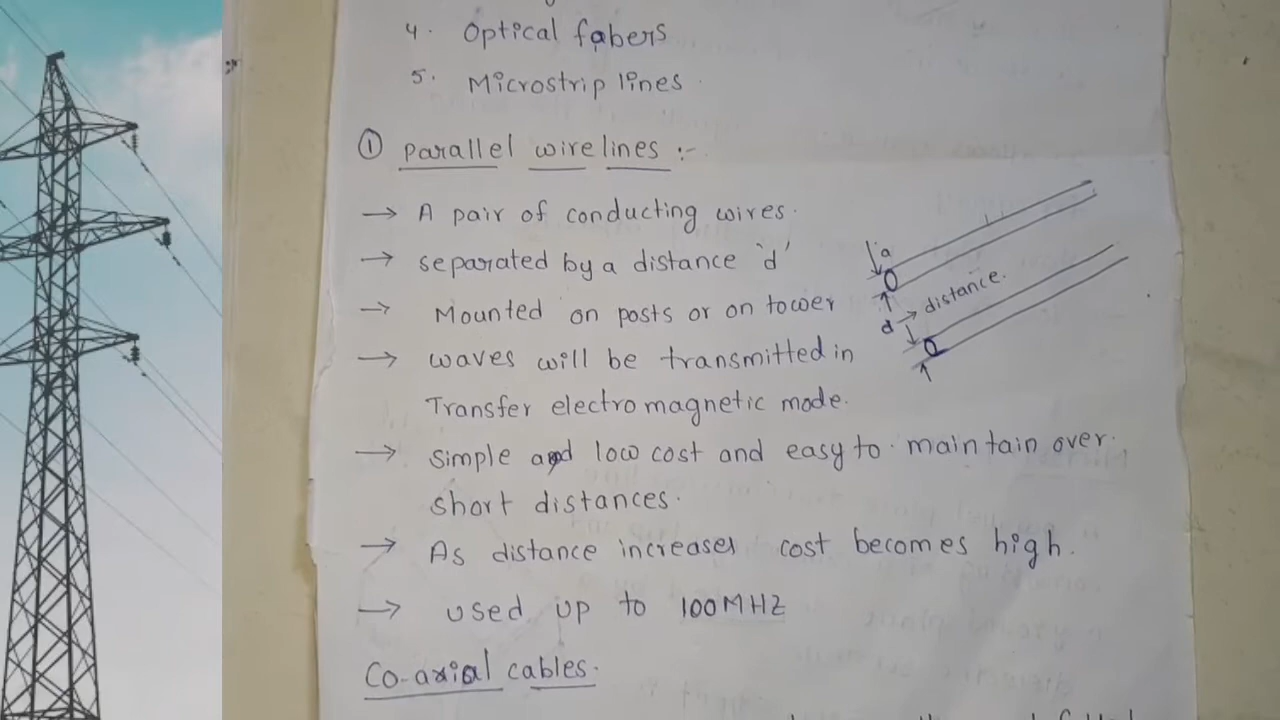 4. Optical fabers
5. Microstrip lines
① parallel wire lines :-
→ A pair of conducting wires.
→ separated by a distance 'd'
→ Mounted on posts or on tower
→ waves will be transmitted in
Transfer electromagnetic mode.
→ simple and low cost and easy to maintain over
short distances.
→ As distance increases cost becomes high.
→ used up to 100MHZ
Co-axial cables.
a
d → distance.